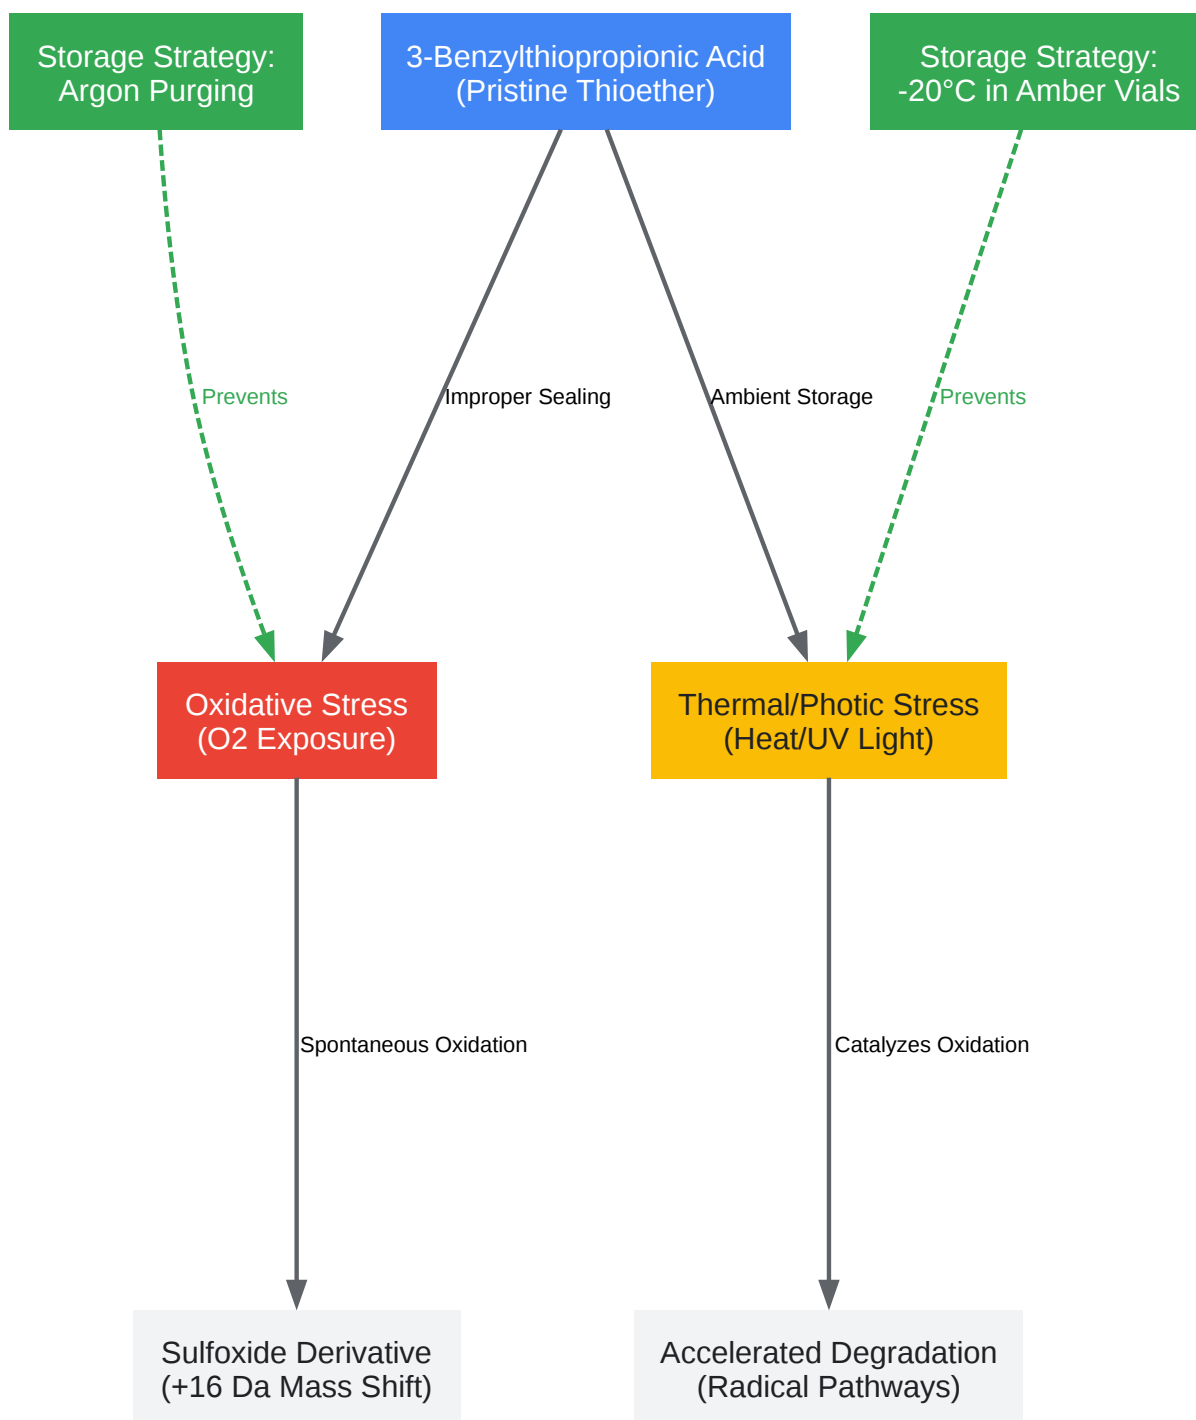 Storage Strategy:
Argon Purging
3-Benzylthiopropionic Acid
(Pristine Thioether)
Storage Strategy:
-20°C in Amber Vials
Prevents
Improper Sealing
Ambient Storage
Prevents
Oxidative Stress
(O2 Exposure)
Thermal/Photic Stress
(Heat/UV Light)
Spontaneous Oxidation
Catalyzes Oxidation
Sulfoxide Derivative
(+16 Da Mass Shift)
Accelerated Degradation
(Radical Pathways)